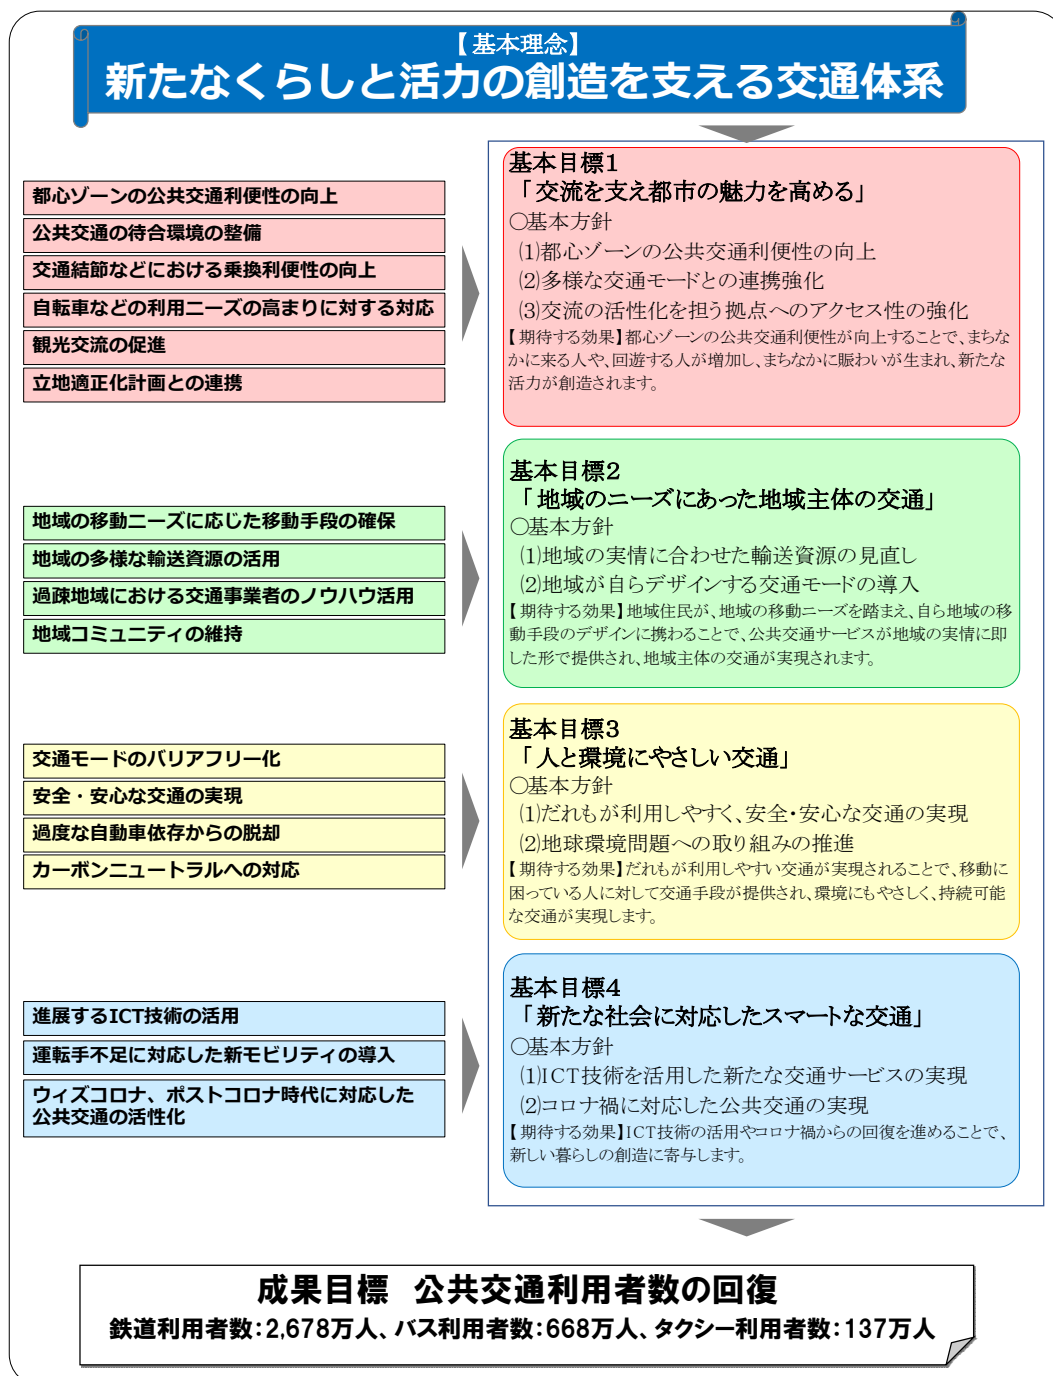 【基本理念】
新たなくらしと活力の創造を支える交通体系
都心ゾーンの公共交通利便性の向上
公共交通の待合環境の整備
交通結節などにおける乗換利便性の向上
自転車などの利用ニーズの高まりに対する対応
観光交流の促進
立地適正化計画との連携
基本目標1
「交流を支え都市の魅力を高める」
○基本方針
(1)都心ゾーンの公共交通利便性の向上
(2)多様な交通モードとの連携強化
(3)交流の活性化を担う拠点へのアクセス性の強化
【期待する効果】都心ゾーンの公共交通利便性が向上することで、まちな
かに来る人や、回遊する人が増加し、まちなかに賑わいが生まれ、新たな
活力が創造されます。
地域の移動ニーズに応じた移動手段の確保
地域の多様な輸送資源の活用
過疎地域における交通事業者のノウハウ活用
地域コミュニティの維持
基本目標2
「地域のニーズにあった地域主体の交通」
○基本方針
(1)地域の実情に合わせた輸送資源の見直し
(2)地域が自らデザインする交通モードの導入
【期待する効果】地域住民が、地域の移動ニーズを踏まえ、自ら地域の移
動手段のデザインに携わることで、公共交通サービスが地域の実情に即
した形で提供され、地域主体の交通が実現されます。
交通モードのバリアフリー化
安全・安心な交通の実現
過度な自動車依存からの脱却
カーボンニュートラルへの対応
基本目標3
「人と環境にやさしい交通」
○基本方針
(1)だれもが利用しやすく、安全・安心な交通の実現
(2)地球環境問題への取り組みの推進
【期待する効果】だれもが利用しやすい交通が実現されることで、移動に
困っている人に対して交通手段が提供され、環境にもやさしく、持続可能
な交通が実現します。
進展するICT技術の活用
運転手不足に対応した新モビリティの導入
ウィズコロナ、ポストコロナ時代に対応した
公共交通の活性化
基本目標4
「新たな社会に対応したスマートな交通」
○基本方針
(1)ICT技術を活用した新たな交通サービスの実現
(2)コロナ禍に対応した公共交通の実現
【期待する効果】ICT技術の活用やコロナ禍からの回復を進めることで、
新しい暮らしの創造に寄与します。
成果目標 公共交通利用者数の回復
鉄道利用者数:2,678万人、バス利用者数:668万人、タクシー利用者数:137万人